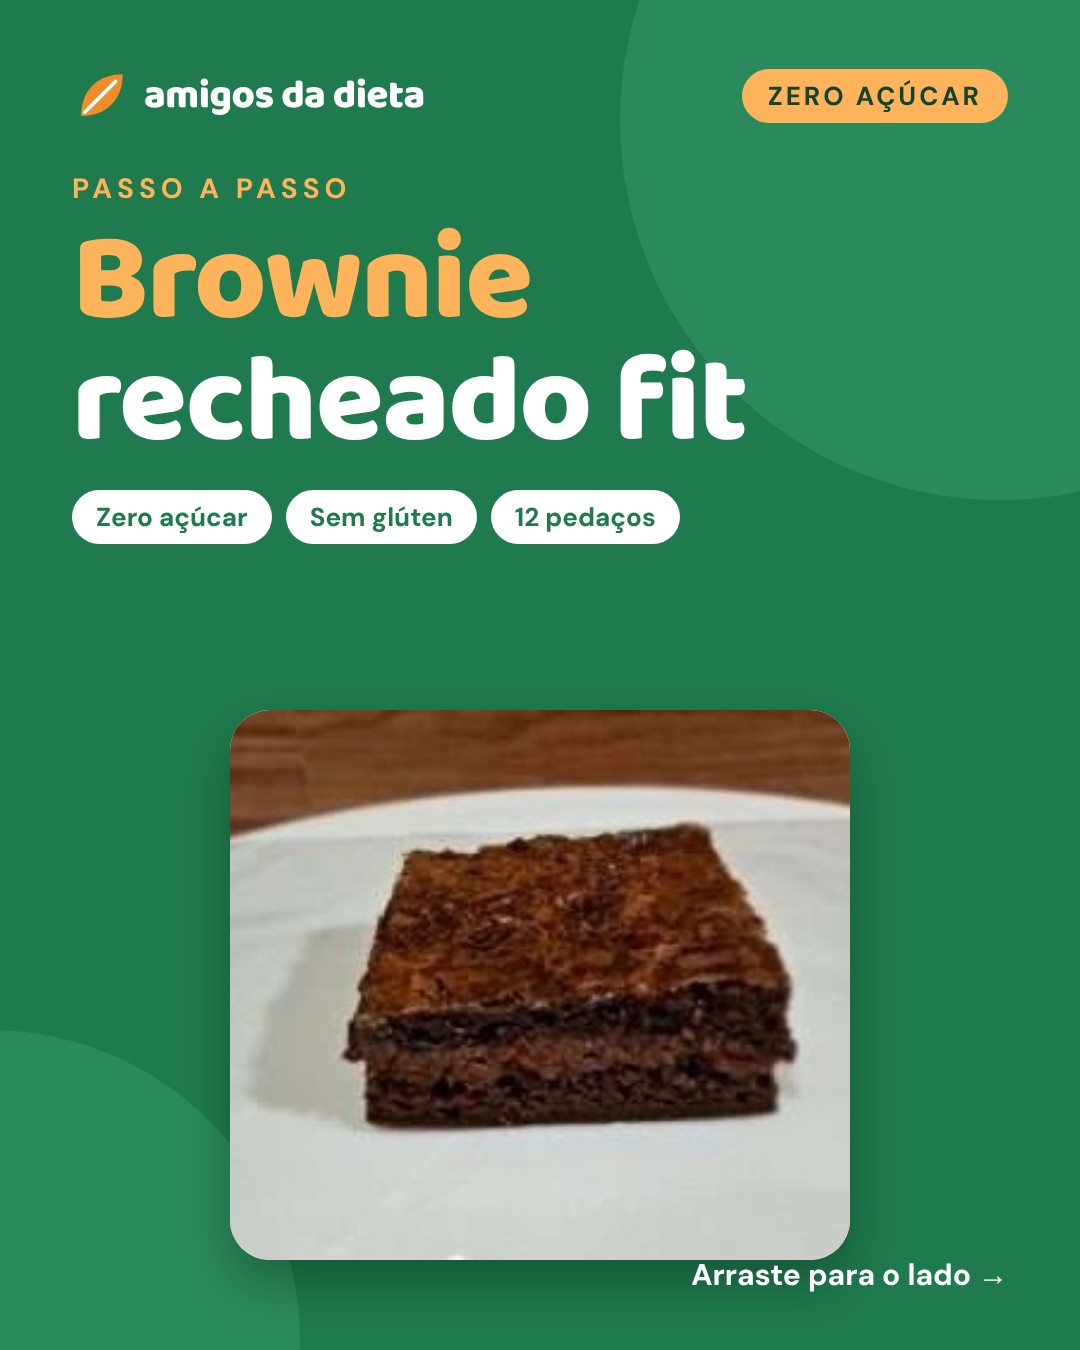 amigos da dieta
ZERO AÇÚCAR
PASSO A PASSO
Brownie
recheado fit
Zero açúcar
Sem glúten
12 pedaços
Arraste para o lado →